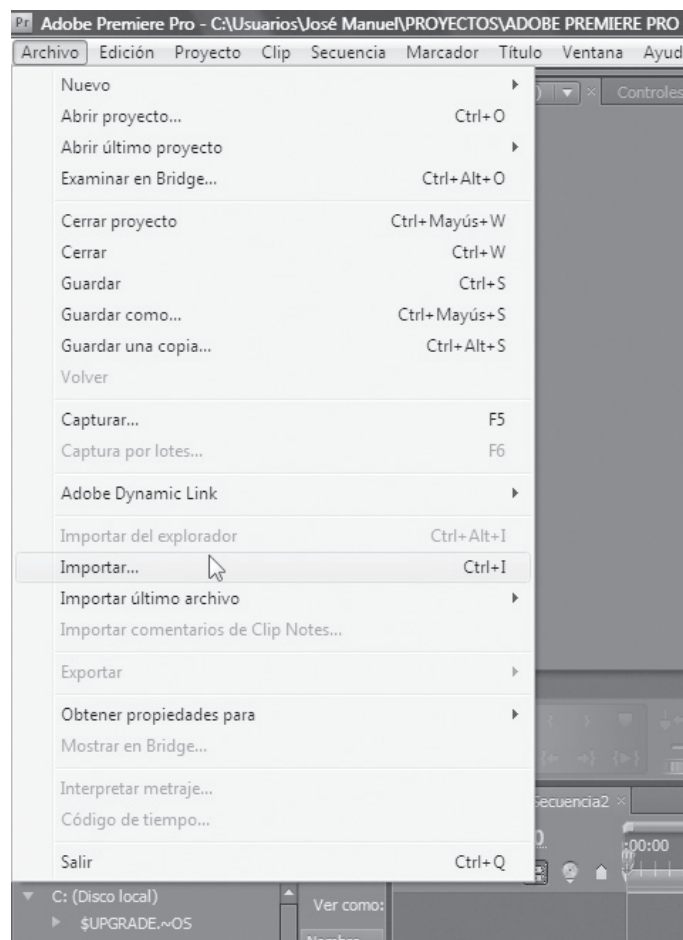 Pr Adobe Premiere Pro - C:\Usuarios\José Manuel\PROYECTOS\ADOBE PREMIERE PRO
Archivo Edición Proyecto Clip Secuencia Marcador Título Ventana Ayud
Nuevo
Abrir proyecto... Ctrl+O
Abrir último proyecto
Examinar en Bridge... Ctrl+Alt+O
Cerrar proyecto Ctrl+Mayús+W
Cerrar Ctrl+W
Guardar Ctrl+S
Guardar como... Ctrl+Mayús+S
Guardar una copia... Ctrl+Alt+S
Volver
Capturar... F5
Captura por lotes... F6
Adobe Dynamic Link
Importar del explorador Ctrl+Alt+I
Importar... Ctrl+I
Importar último archivo
Importar comentarios de Clip Notes...
Exportar
Obtener propiedades para
Mostrar en Bridge...
Interpretar metraje...
Código de tiempo...
Salir Ctrl+Q
Controles
Secuencia2
:00:00
C: (Disco local)
$UPGRADE.~OS
Ver como:
Nombre